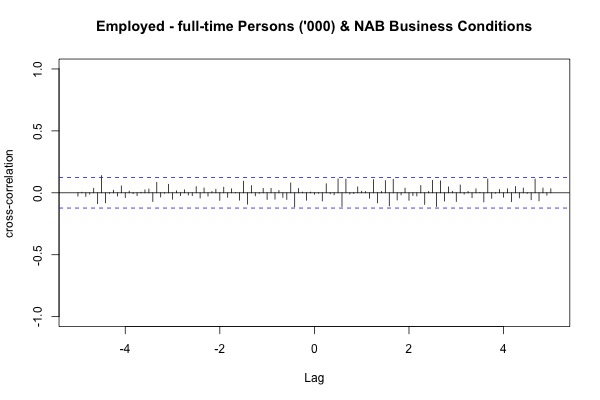 Employed - full-time Persons ('000) & NAB Business Conditions
1.0
0.5
0.0
-0.5
-1.0
cross-correlation
-4 -2 0 2 4
Lag